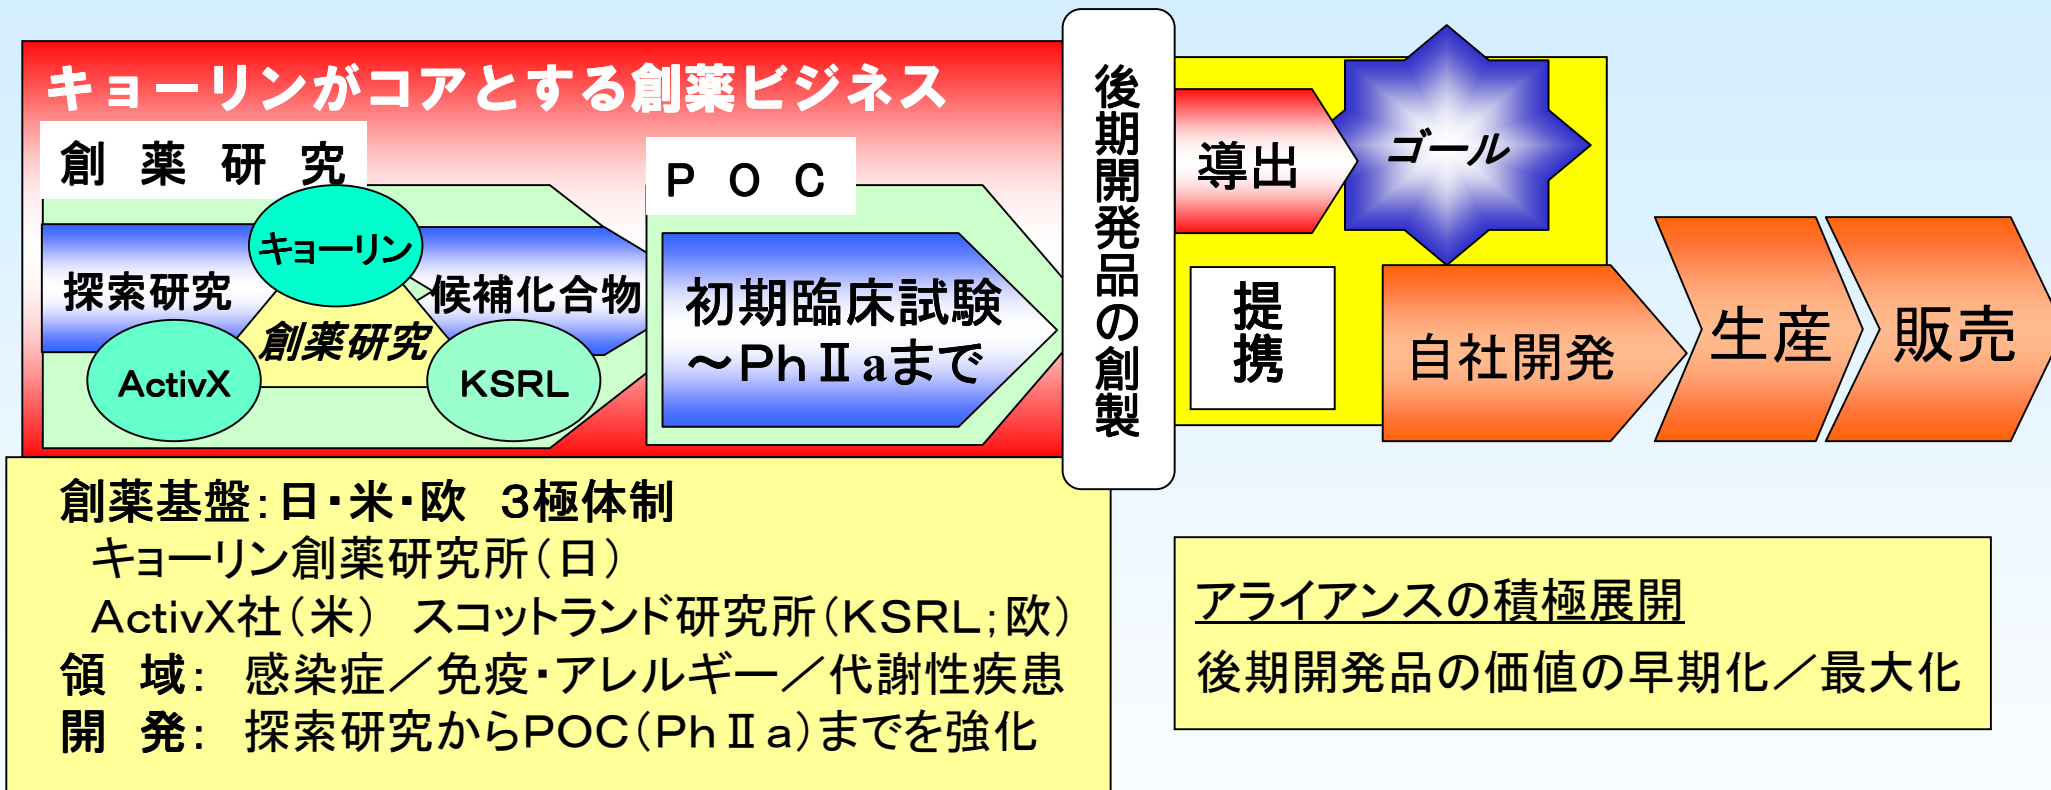 キョーリンがコアとする創薬ビジネス
創　薬　研　究
キョーリン
探索研究
候補化合物
創薬研究
ActivX
KSRL
Ｐ　Ｏ　Ｃ
初期臨床試験
～PhⅡaまで
後期開発品の創製
導出
ゴール
提携
自社開発
生産
販売
創薬基盤：日・米・欧　３極体制
キョーリン創薬研究所（日）
ActivX社（米）　スコットランド研究所（KSRL；欧）
領　域：　感染症／免疫・アレルギー／代謝性疾患
開　発：　探索研究からPOC（PhⅡa）までを強化
アライアンスの積極展開
後期開発品の価値の早期化／最大化